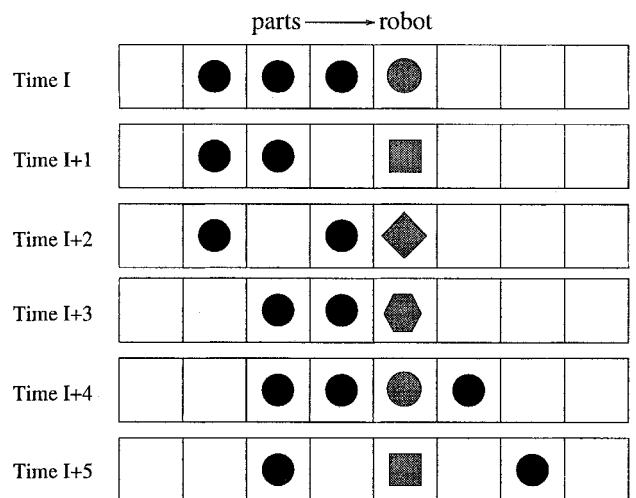 parts → robot
Time I
Time I+1
Time I+2
Time I+3
Time I+4
Time I+5